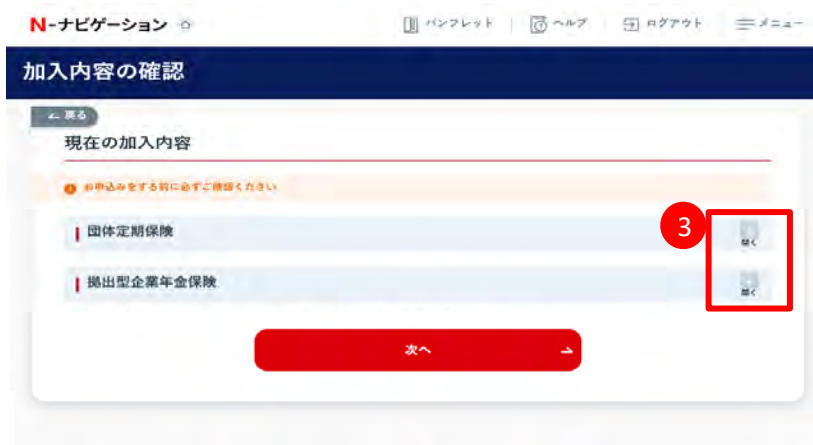 N-ナビゲーション パンフレット ヘルプ ログアウト メニュー
加入内容の確認
戻る
現在の加入内容
お申込みをする前に必ずご確認ください
団体定期保険
3
開く
拠出型企業年金保険
開く
次へ